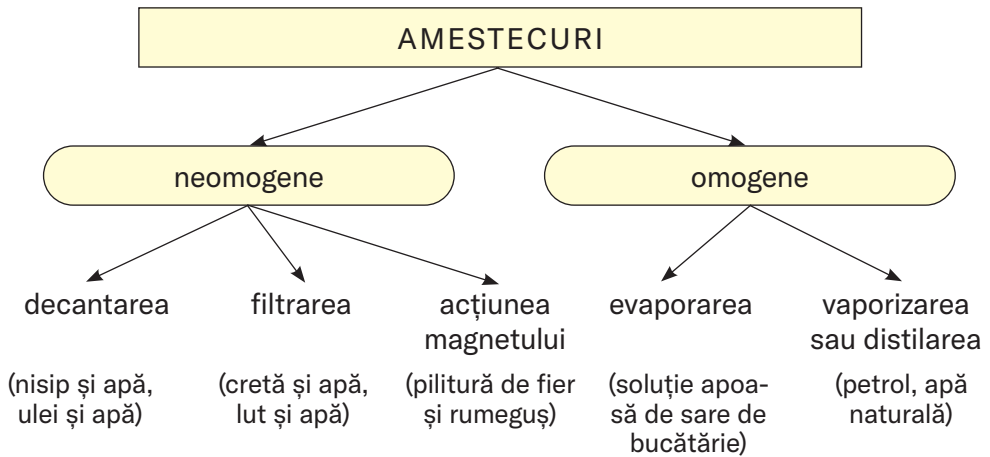 AMESTECURI
neomogene
omogene
decantarea
filtrarea
acțiunea
magnetului
evaporarea
vaporizarea
sau distilarea
(nisip și apă,
ulei și apă)
(cretă și apă,
lut și apă)
(pilitură de fier
și rumeguș)
(soluție apoa-
să de sare de
bucătărie)
(petrol, apă
naturală)